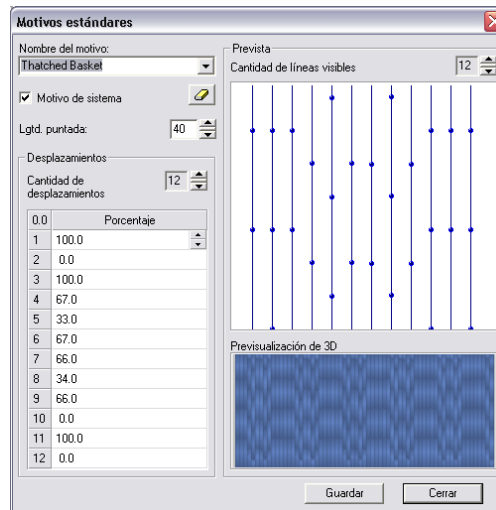 Motivos estándares
Nombre del motivo:
Thatched Basket
Motivo de sistema
Lgtd. puntada:
40
Desplazamientos
Cantidad de
desplazamientos
12
0.0 Porcentaje
1 100.0
2 0.0
3 100.0
4 67.0
5 33.0
6 67.0
7 66.0
8 34.0
9 66.0
10 0.0
11 100.0
12 0.0
Prevista
Cantidad de líneas visibles
12
Previsualización de 3D
Guardar
Cerrar